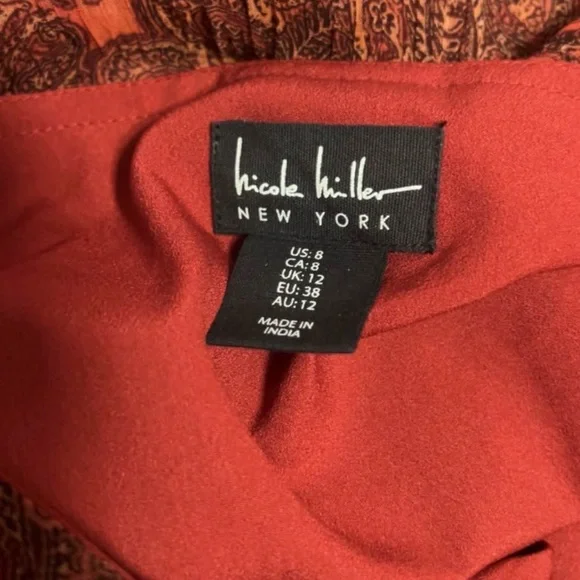 nicole miller
NEW YORK
US: 8
CA: 8
UK: 12
EU: 38
AU: 12
MADE IN
INDIA